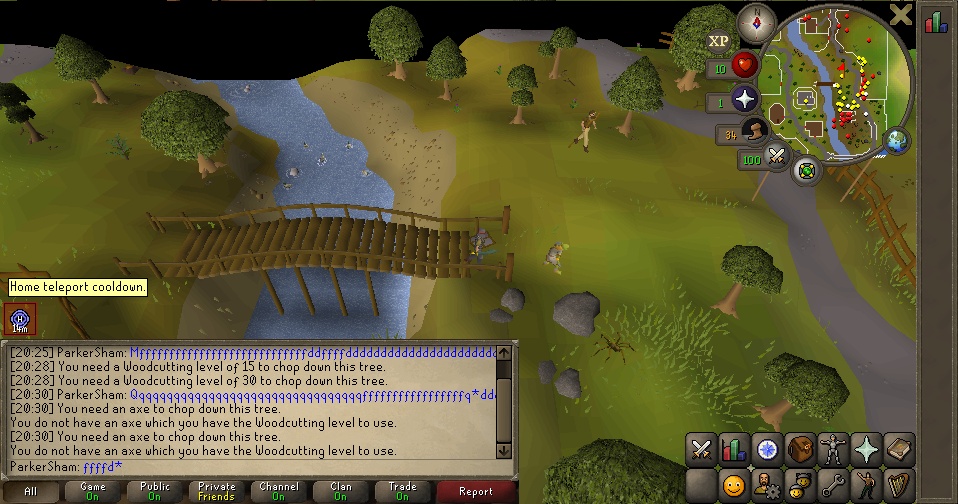 XP
N
10
1
34
100
Home teleport cooldown.
14m
[20:25] ParkerSham:
[20:28] You need a Woodcutting level of 15 to chop down this tree.
[20:28] You need a Woodcutting level of 30 to chop down this tree.
[20:30] ParkerSham:
[20:30] You need an axe to chop down this tree.
You do not have an axe which you have the Woodcutting level to use.
[20:30] You need an axe to chop down this tree.
You do not have an axe which you have the Woodcutting level to use.
ParkerSham: ffffd*
All Game Public Private Channel Clan Trade Report
On On Friends On On On